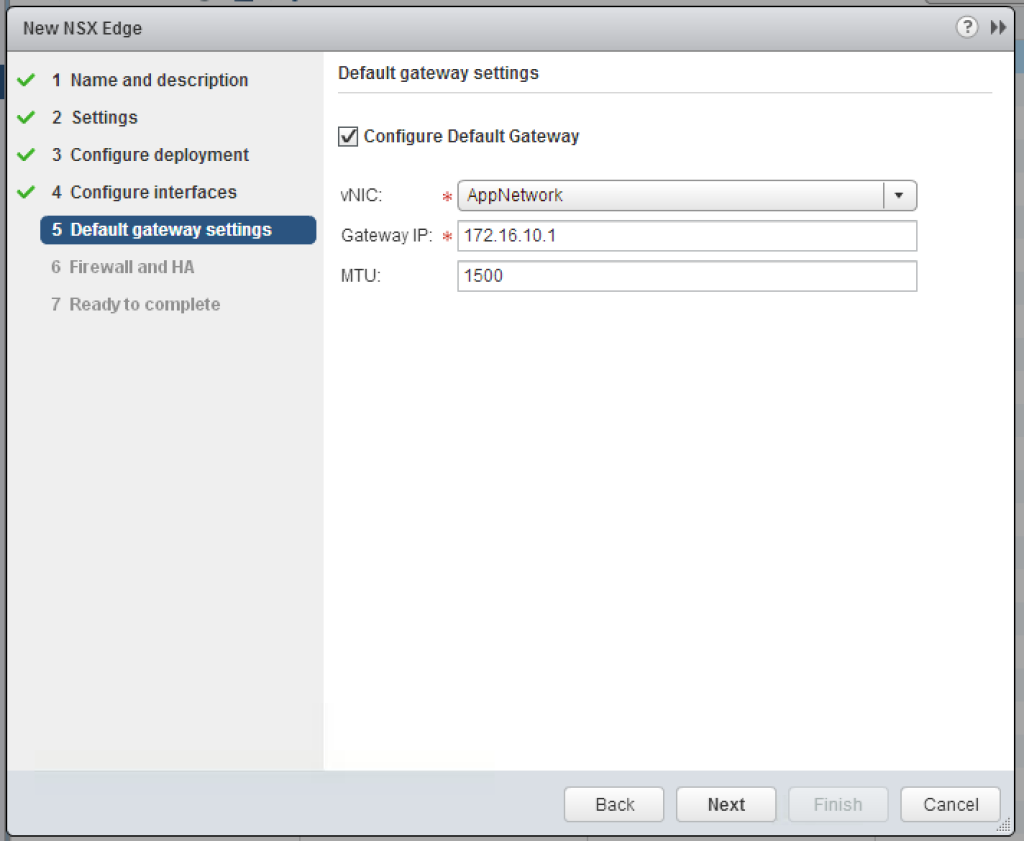 New NSX Edge
?
1 Name and description
2 Settings
3 Configure deployment
4 Configure interfaces
5 Default gateway settings
6 Firewall and HA
7 Ready to complete
Default gateway settings
Configure Default Gateway
vNIC: * AppNetwork
Gateway IP: * 172.16.10.1
MTU: 1500
Back Next Finish Cancel